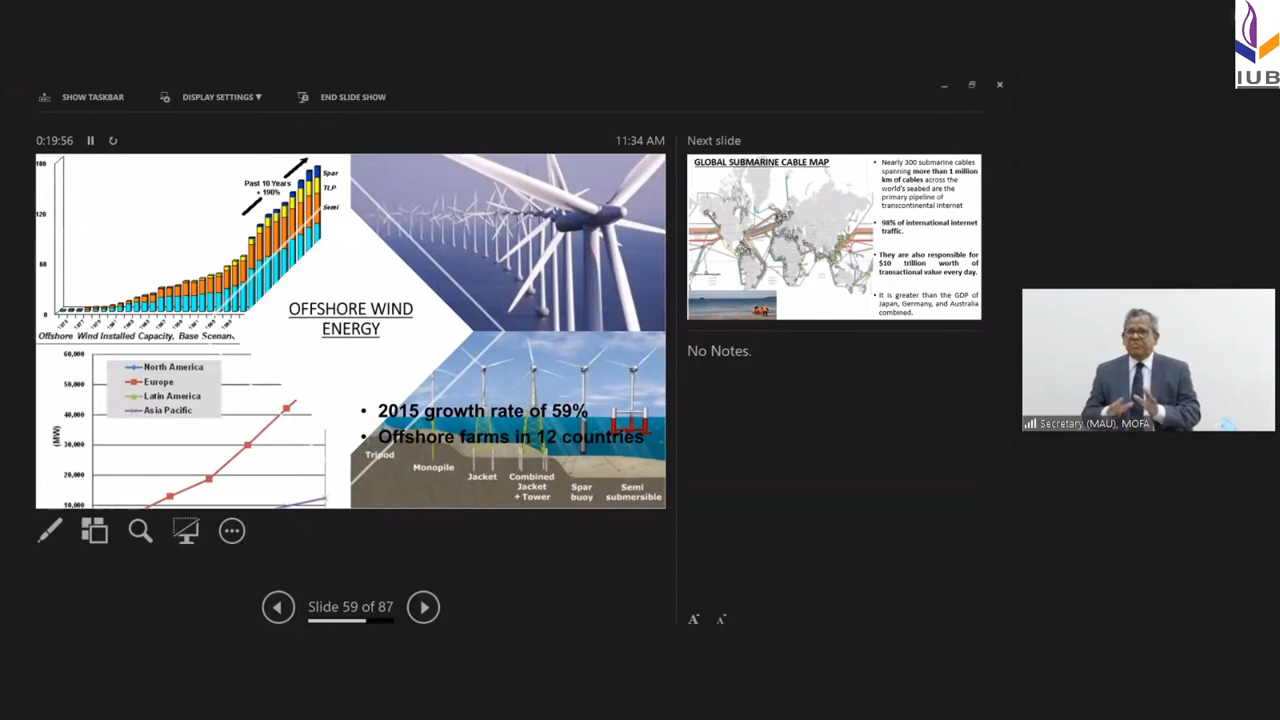 IUB
SHOW TASKBAR
DISPLAY SETTINGS ▼
END SLIDE SHOW
0:19:56
11:34 AM
Next slide
180
120
60
0
Past 10 Years
+ 190%
Spar
TLP
Semi
Offshore Wind Installed Capacity, Base Scenario
60,000
50,000
40,000
30,000
20,000
10,000
(MW)
North America
Europe
Latin America
Asia Pacific
OFFSHORE WIND
ENERGY
• 2015 growth rate of 59%
• Offshore farms in 12 countries
Tripod
Monopile
Jacket
Combined
Jacket
+ Tower
Spar
buoy
Semi
submersible
GLOBAL SUBMARINE CABLE MAP
• Nearly 300 submarine cables
spanning more than 1 million
km of cables across the
world's seabed are the
primary pipeline of
transcontinental Internet
• 98% of international internet
traffic.
• They are also responsible for
$10 trillion worth of
transactional value every day.
• It is greater than the GDP of
Japan, Germany, and Australia
combined.
No Notes.
Secretary (MAU), MOFA
Slide 59 of 87
A
A